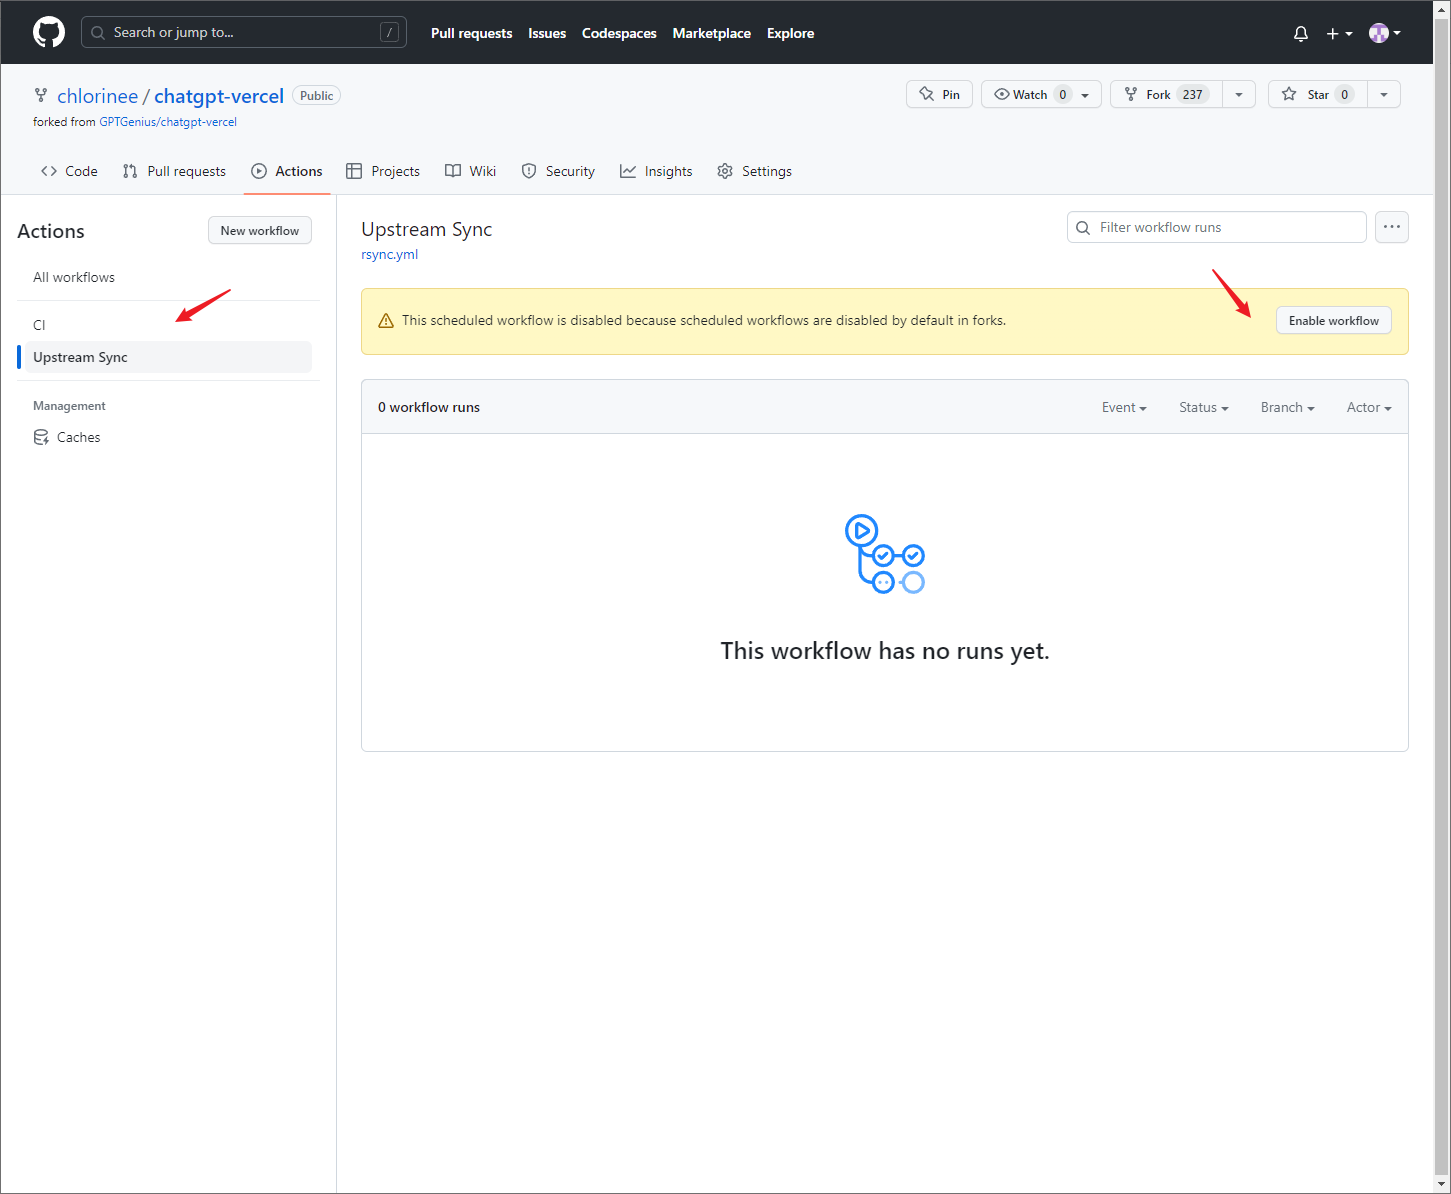 Search or jump to... / Pull requests Issues Codespaces Marketplace Explore
chlorinee / chatgpt-vercel Public Pin Watch 0 Fork 237 Star 0
forked from GPTGenius/chatgpt-vercel
Code Pull requests Actions Projects Wiki Security Insights Settings
Actions New workflow
All workflows
CI
Upstream Sync
Management
Caches
Upstream Sync
rsync.yml
Filter workflow runs ...
This scheduled workflow is disabled because scheduled workflows are disabled by default in forks. Enable workflow
0 workflow runs Event Status Branch Actor
This workflow has no runs yet.